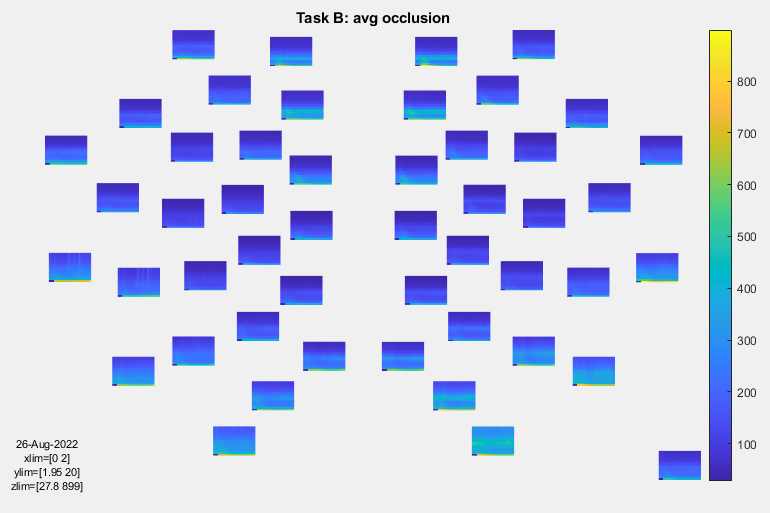 Task B: avg occlusion
800
700
600
500
400
300
200
100
26-Aug-2022
xlim=[0 2]
ylim=[1.95 20]
zlim=[27.8 899]